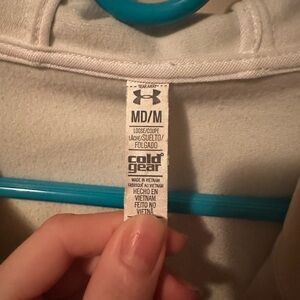 MD/M
LOOSE/COUPE
LÂCHE/SUELTO/
FOLGADO
cold
gear
MADE IN VIETNAM
FABRIQUÉ AU VIETNAM
HECHO EN
VIETNAM
FEITO NO
VIETNÃ